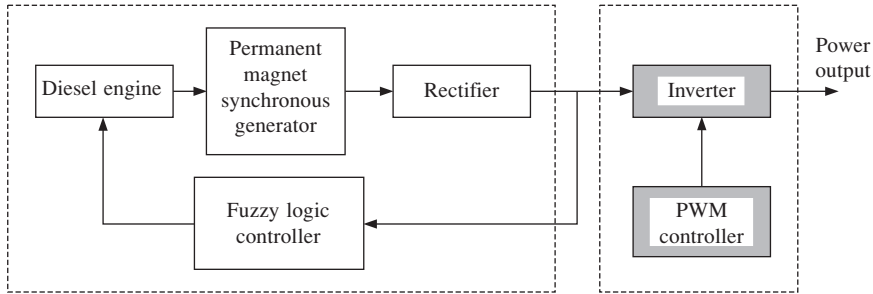 Diesel engine
Permanent
magnet
synchronous
generator
Rectifier
Inverter
Power
output
Fuzzy logic
controller
PWM
controller